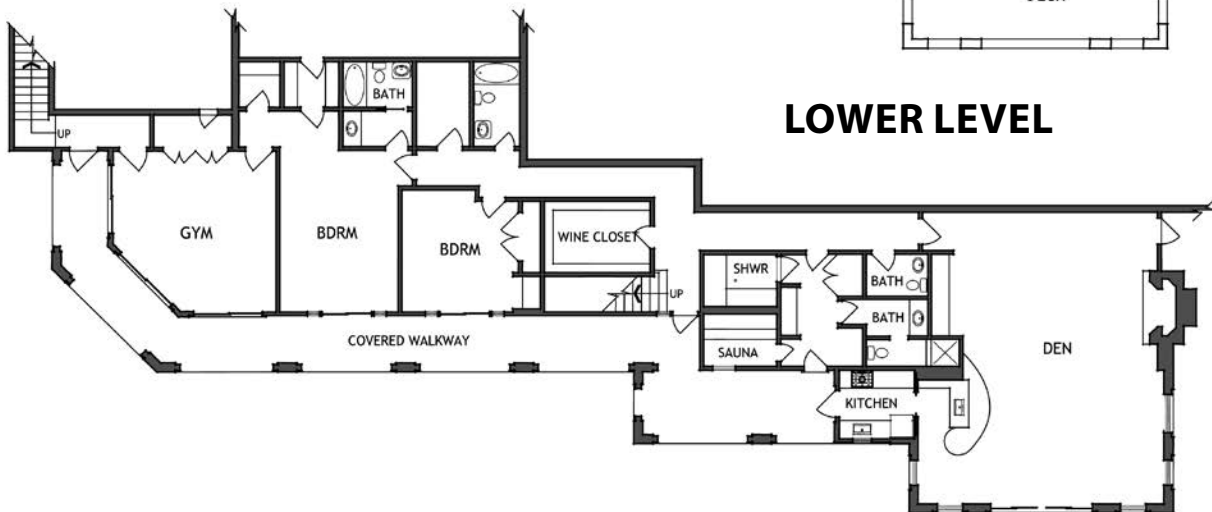 BATH
LOWER LEVEL
UP
GYM
BDRM
BDRM
WINE CLOSET
SHWR
BATH
UP
BATH
COVERED WALKWAY
SAUNA
DEN
KITCHEN